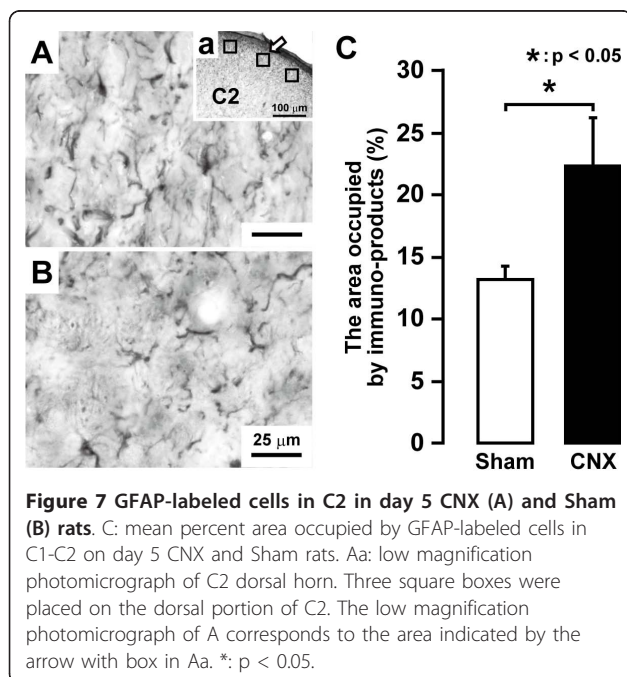 A
a
C2
100 μm
B
25 μm
C
*: p < 0.05
*
The area occupied
by immuno-products (%)
30
25
20
15
10
5
0
Sham
CNX
Figure 7 GFAP-labeled cells in C2 in day 5 CNX (A) and Sham
(B) rats. C: mean percent area occupied by GFAP-labeled cells in
C1-C2 on day 5 CNX and Sham rats. Aa: low magnification
photomicrograph of C2 dorsal horn. Three square boxes were
placed on the dorsal portion of C2. The low magnification
photomicrograph of A corresponds to the area indicated by the
arrow with box in Aa. *: p < 0.05.